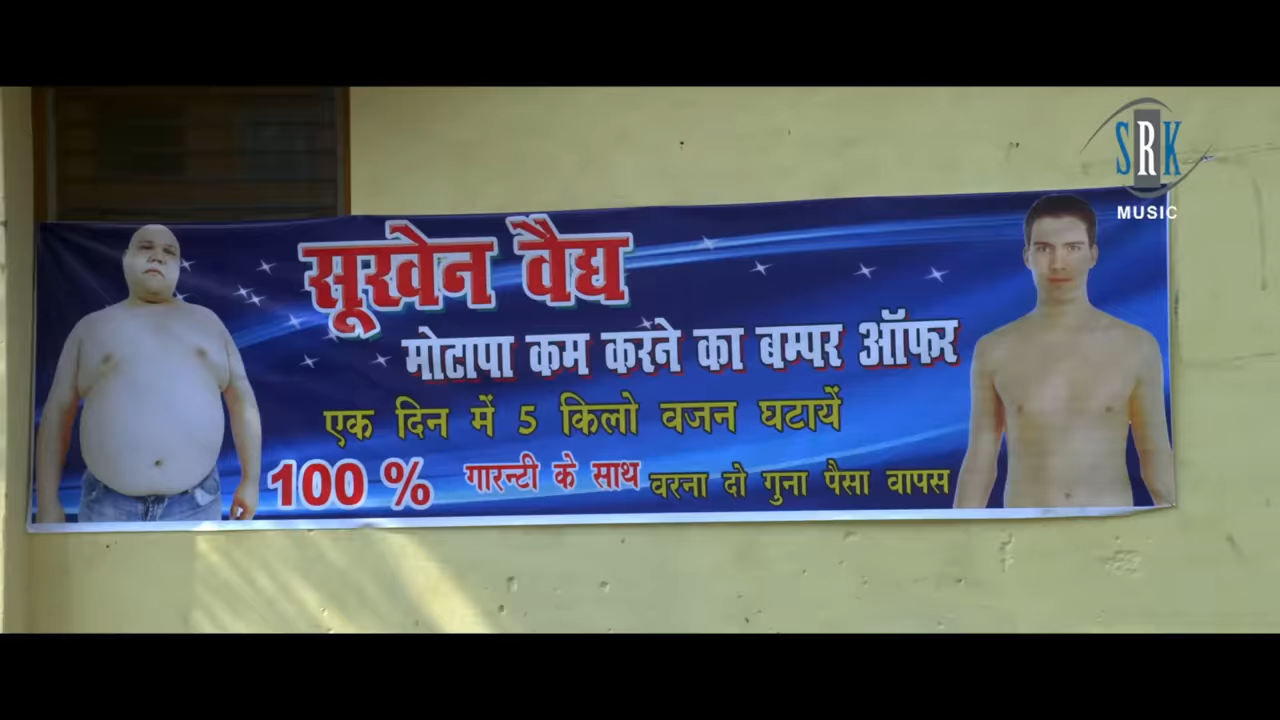 SRK
MUSIC
सूखेन वैद्य
मोटापा कम करने का बम्पर ऑफर
एक दिन में 5 किलो वजन घटायें
100 % गारन्टी के साथ वरना दो गुना पैसा वापस